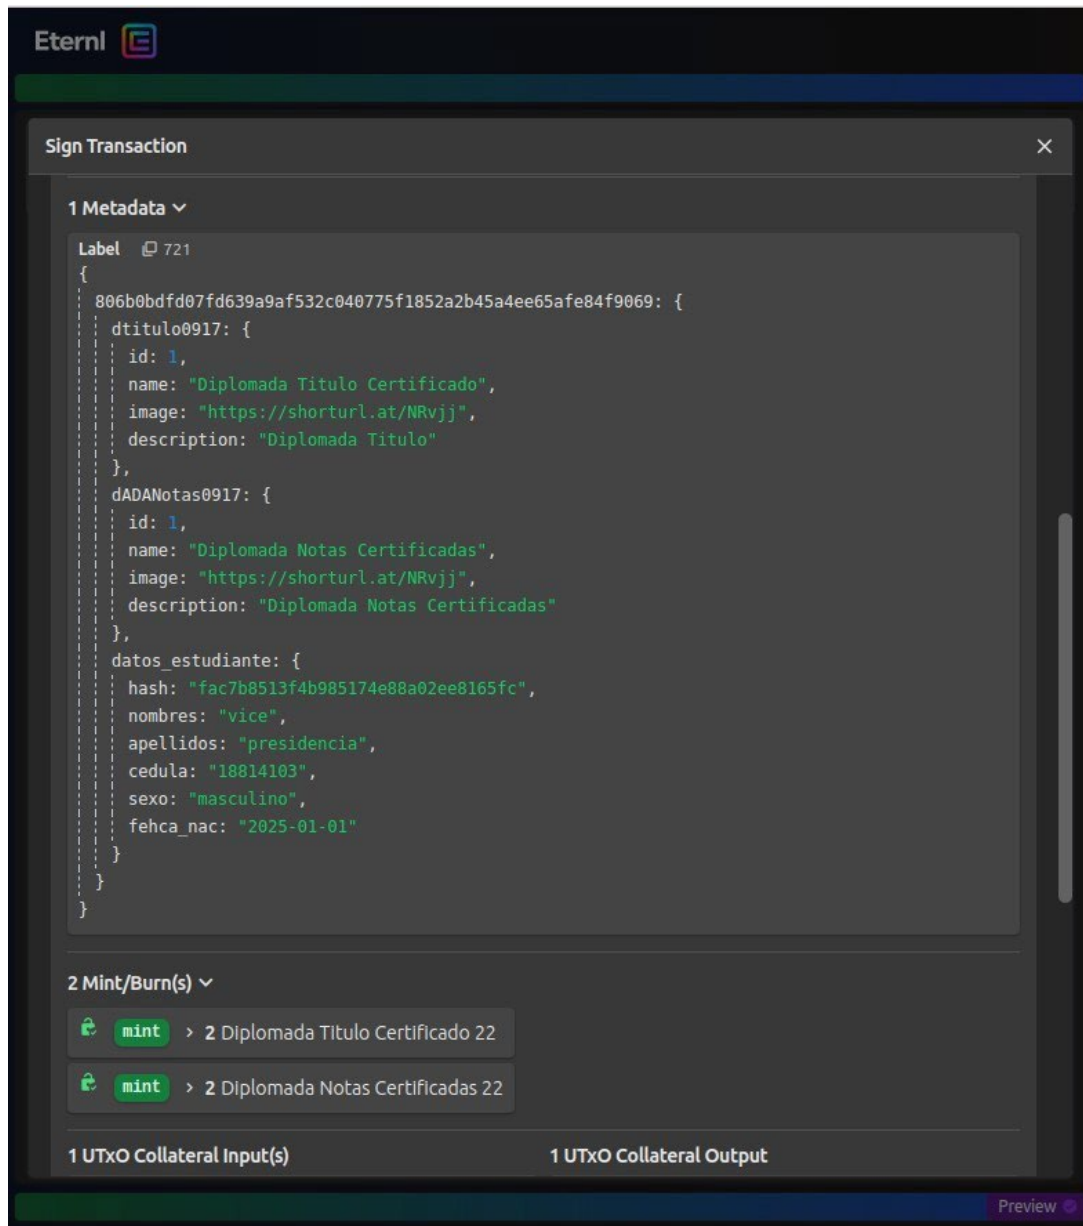 Eternl
Sign Transaction
1 Metadata
Label 721
{
806b0bdfd07fd639a9af532c040775f1852a2b45a4ee65afe84f9069: {
dtitulo0917: {
id: 1,
name: "Diplomada Titulo Certificado",
image: "https://shorturl.at/NRvjj",
description: "Diplomada Titulo"
},
dADANotas0917: {
id: 1,
name: "Diplomada Notas Certificadas",
image: "https://shorturl.at/NRvjj",
description: "Diplomada Notas Certificadas"
},
datos_estudiante: {
hash: "fac7b8513f4b985174e88a02ee8165fc",
nombres: "vice",
apellidos: "presidencia",
cedula: "18814103",
sexo: "masculino",
fehca_nac: "2025-01-01"
}
}
}
2 Mint/Burn(s)
mint > 2 Diplomada Titulo Certificado 22
mint > 2 Diplomada Notas Certificadas 22
1 UTxO Collateral Input(s) 1 UTxO Collateral Output
Preview